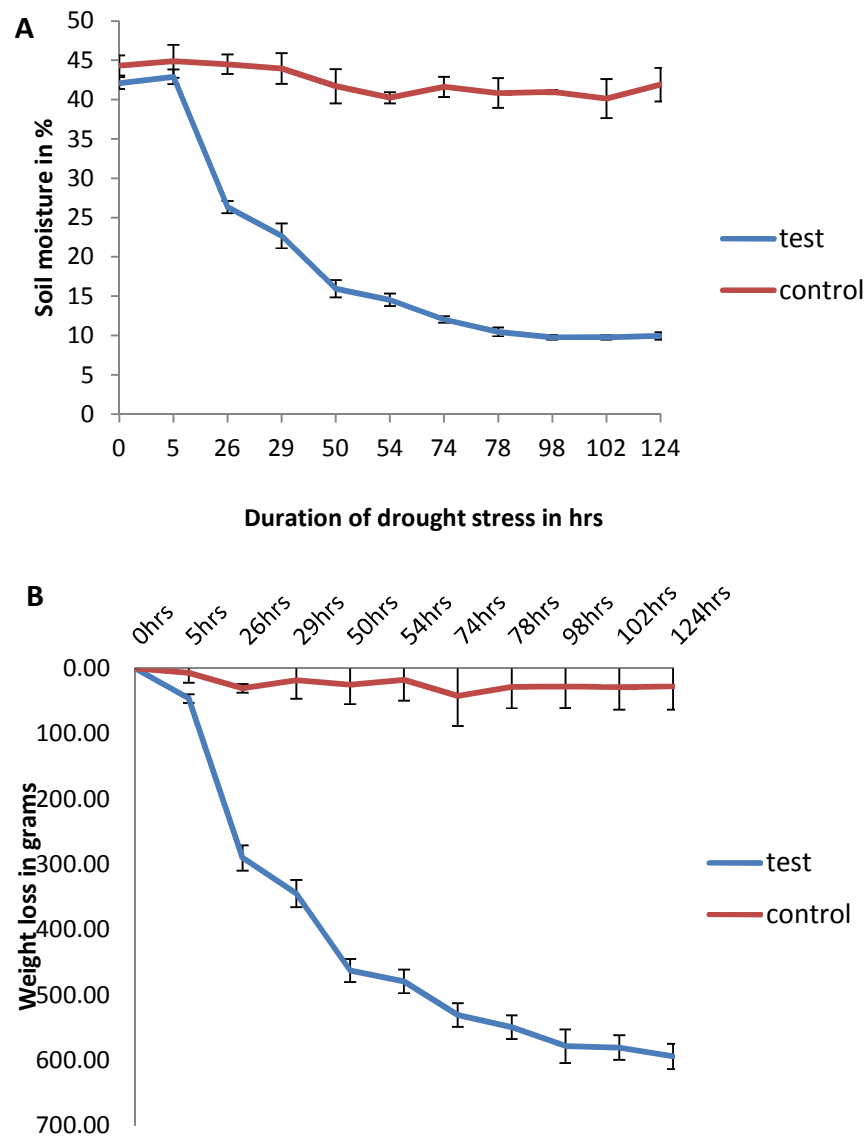 A
50
45
40
35
30
25
20
15
10
5
0
Soil moisture in %
test
control
0 5 26 29 50 54 74 78 98 102 124
Duration of drought stress in hrs
B
0hrs 5hrs 26hrs 29hrs 50hrs 54hrs 74hrs 78hrs 98hrs 102hrs 124hrs
0.00
100.00
200.00
300.00
400.00
500.00
600.00
700.00
Weight loss in grams
test
control